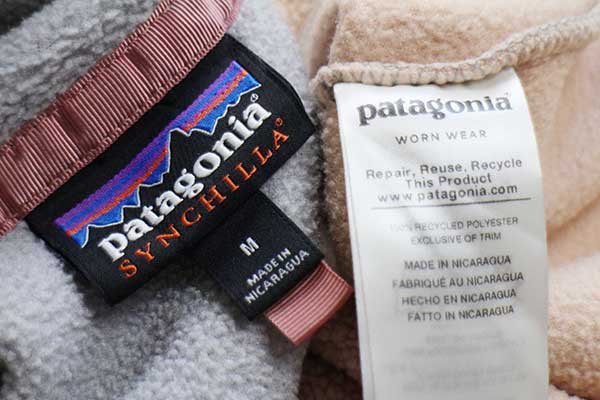 patagonia®
SYNCHILLA®
M
MADE IN
NICARAGUA
patagonia®
WORN WEAR
Repair, Reuse, Recycle
This Product
www.patagonia.com
100% RECYCLED POLYESTER
EXCLUSIVE OF TRIM
MADE IN NICARAGUA
FABRIQUÉ AU NICARAGUA
HECHO EN NICARAGUA
FATTO IN NICARAGUA